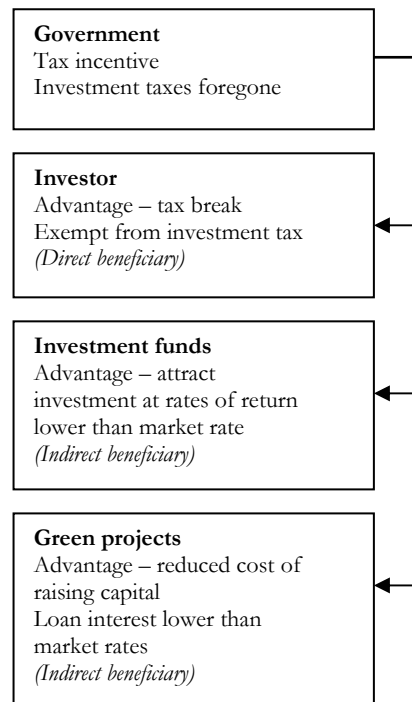 Government
Tax incentive
Investment taxes foregone
Investor
Advantage – tax break
Exempt from investment tax
(Direct beneficiary)
Investment funds
Advantage – attract
investment at rates of return
lower than market rate
(Indirect beneficiary)
Green projects
Advantage – reduced cost of
raising capital
Loan interest lower than
market rates
(Indirect beneficiary)